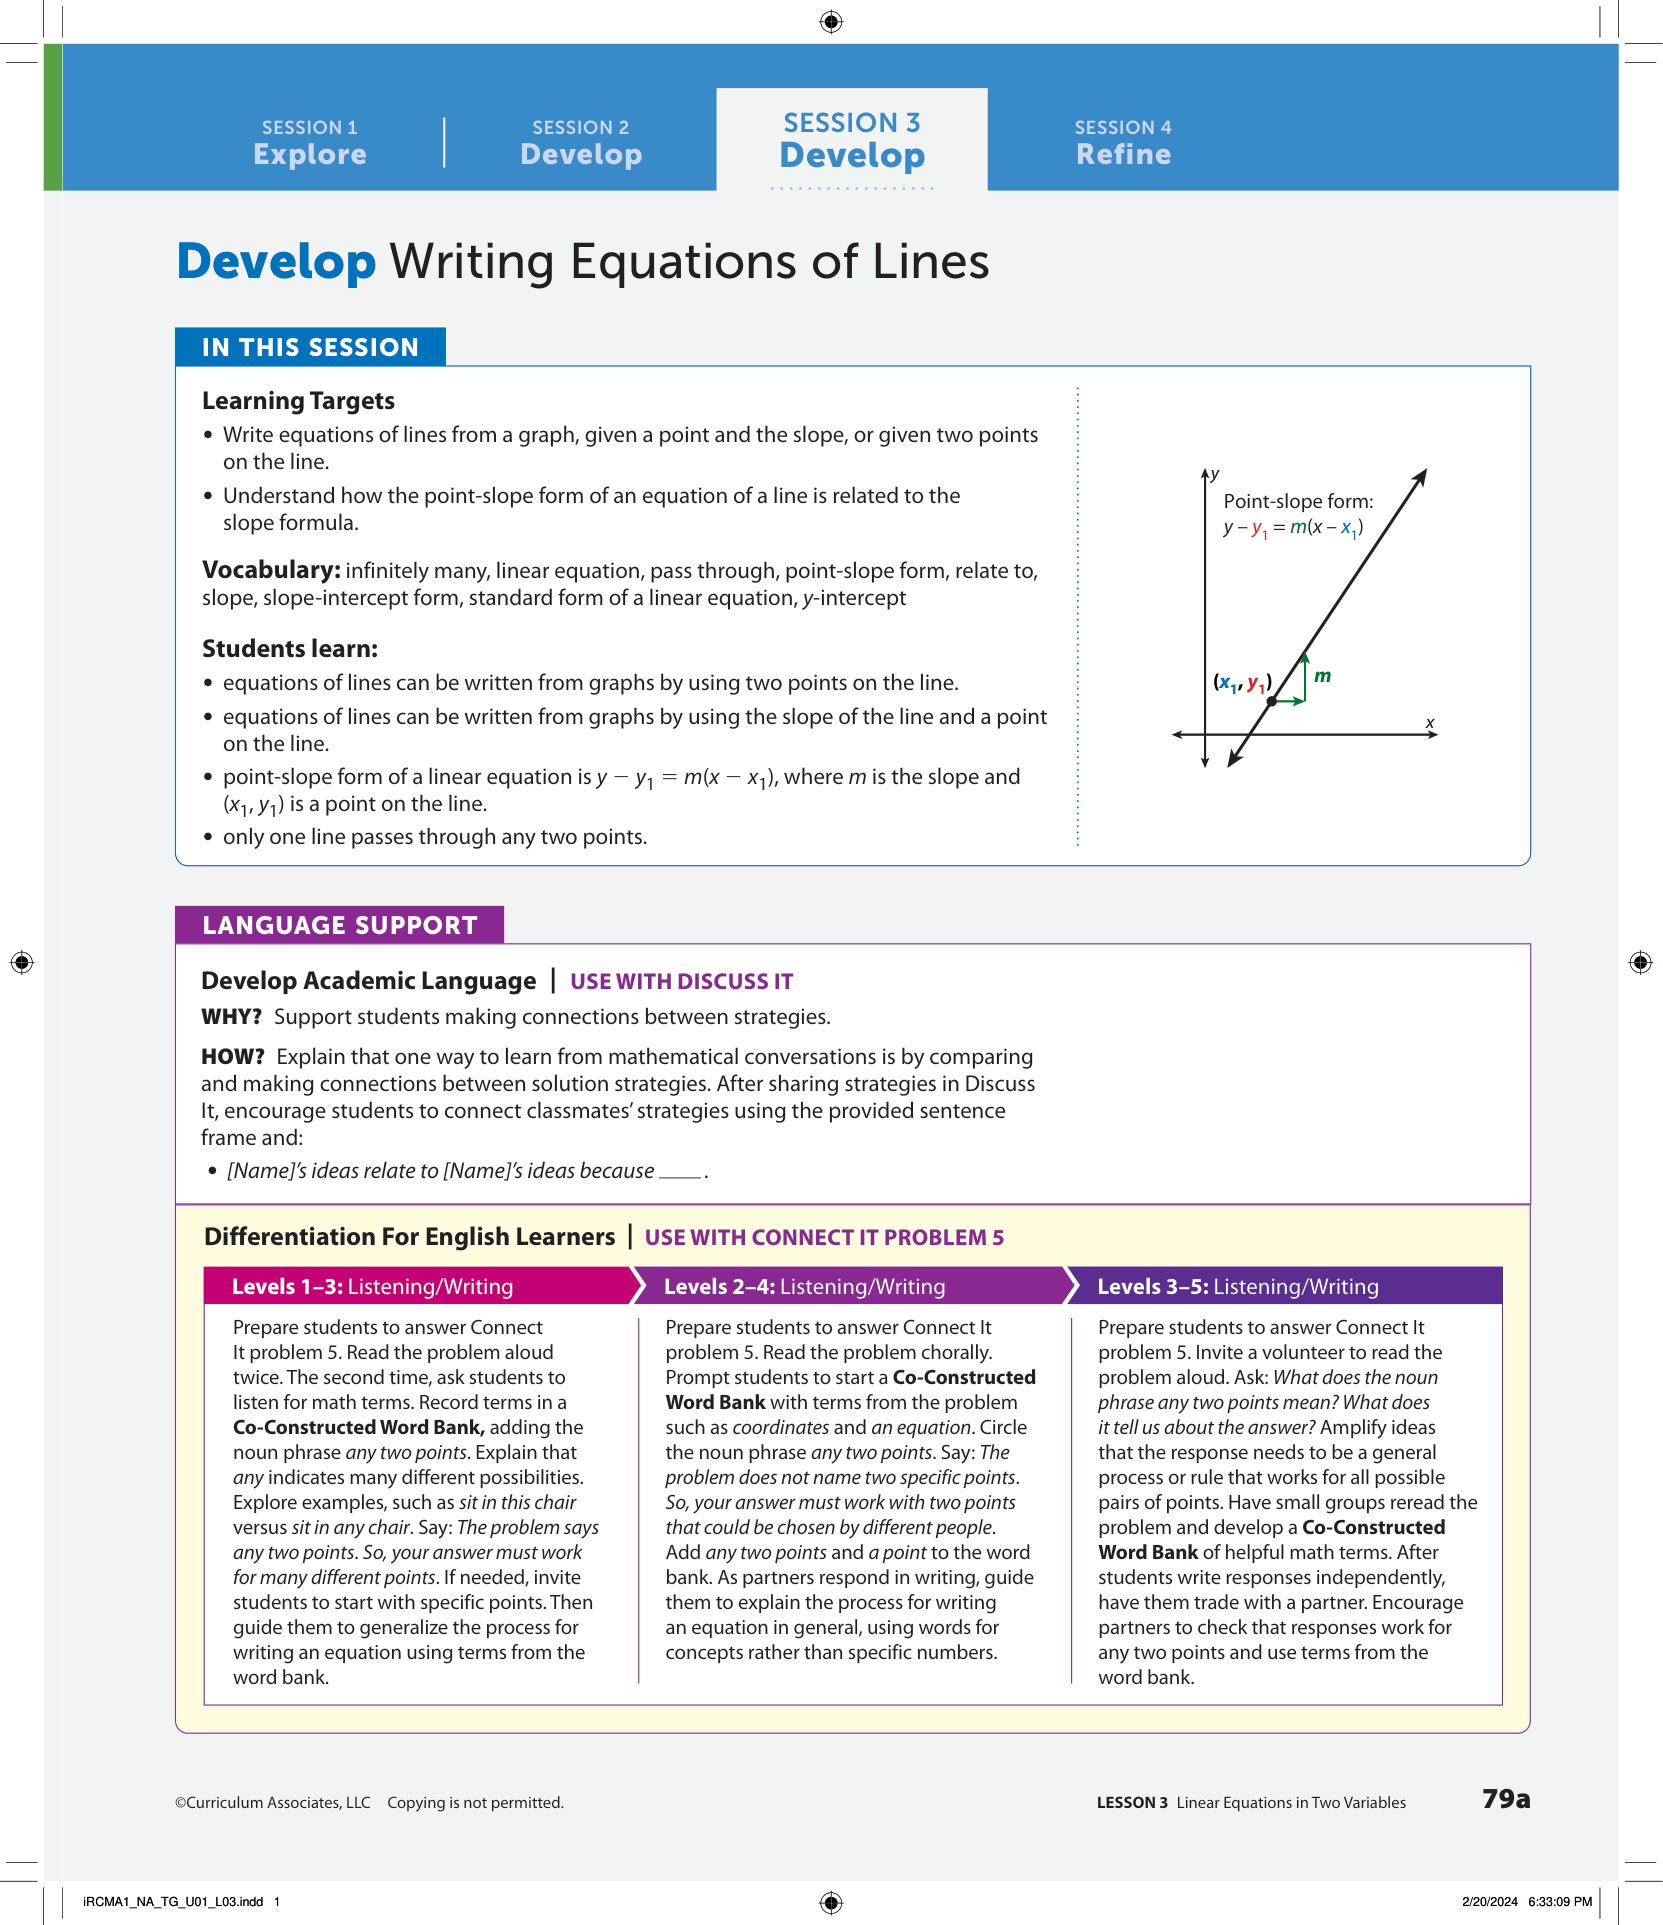 SESSION 1
Explore
SESSION 2
Develop
SESSION 3
Develop
SESSION 4
Refine
Develop Writing Equations of Lines
IN THIS SESSION
Learning Targets
• Write equations of lines from a graph, given a point and the slope, or given two points
on the line.
• Understand how the point-slope form of an equation of a line is related to the
slope formula.
Vocabulary: infinitely many, linear equation, pass through, point-slope form, relate to,
slope, slope-intercept form, standard form of a linear equation, y-intercept
Students learn:
• equations of lines can be written from graphs by using two points on the line.
• equations of lines can be written from graphs by using the slope of the line and a point
on the line.
• point-slope form of a linear equation is y − y₁ = m(x − x₁), where m is the slope and
(x₁, y₁) is a point on the line.
• only one line passes through any two points.
y
Point-slope form:
y – y₁ = m(x – x₁)
(x₁, y₁)
m
x
LANGUAGE SUPPORT
Develop Academic Language | USE WITH DISCUSS IT
WHY? Support students making connections between strategies.
HOW? Explain that one way to learn from mathematical conversations is by comparing
and making connections between solution strategies. After sharing strategies in Discuss
It, encourage students to connect classmates’ strategies using the provided sentence
frame and:
• [Name]’s ideas relate to [Name]’s ideas because ____ .
Differentiation For English Learners | USE WITH CONNECT IT PROBLEM 5
Levels 1–3: Listening/Writing
Prepare students to answer Connect
It problem 5. Read the problem aloud
twice. The second time, ask students to
listen for math terms. Record terms in a
Co-Constructed Word Bank, adding the
noun phrase any two points. Explain that
any indicates many different possibilities.
Explore examples, such as sit in this chair
versus sit in any chair. Say: The problem says
any two points. So, your answer must work
for many different points. If needed, invite
students to start with specific points. Then
guide them to generalize the process for
writing an equation using terms from the
word bank.
Levels 2–4: Listening/Writing
Prepare students to answer Connect It
problem 5. Read the problem chorally.
Prompt students to start a Co-Constructed
Word Bank with terms from the problem
such as coordinates and an equation. Circle
the noun phrase any two points. Say: The
problem does not name two specific points.
So, your answer must work with two points
that could be chosen by different people.
Add any two points and a point to the word
bank. As partners respond in writing, guide
them to explain the process for writing
an equation in general, using words for
concepts rather than specific numbers.
Levels 3–5: Listening/Writing
Prepare students to answer Connect It
problem 5. Invite a volunteer to read the
problem aloud. Ask: What does the noun
phrase any two points mean? What does
it tell us about the answer? Amplify ideas
that the response needs to be a general
process or rule that works for all possible
pairs of points. Have small groups reread the
problem and develop a Co-Constructed
Word Bank of helpful math terms. After
students write responses independently,
have them trade with a partner. Encourage
partners to check that responses work for
any two points and use terms from the
word bank.
©Curriculum Associates, LLC Copying is not permitted.
LESSON 3 Linear Equations in Two Variables 79a
iRCMA1_NA_TG_U01_L03.indd 1
2/20/2024 6:33:09 PM